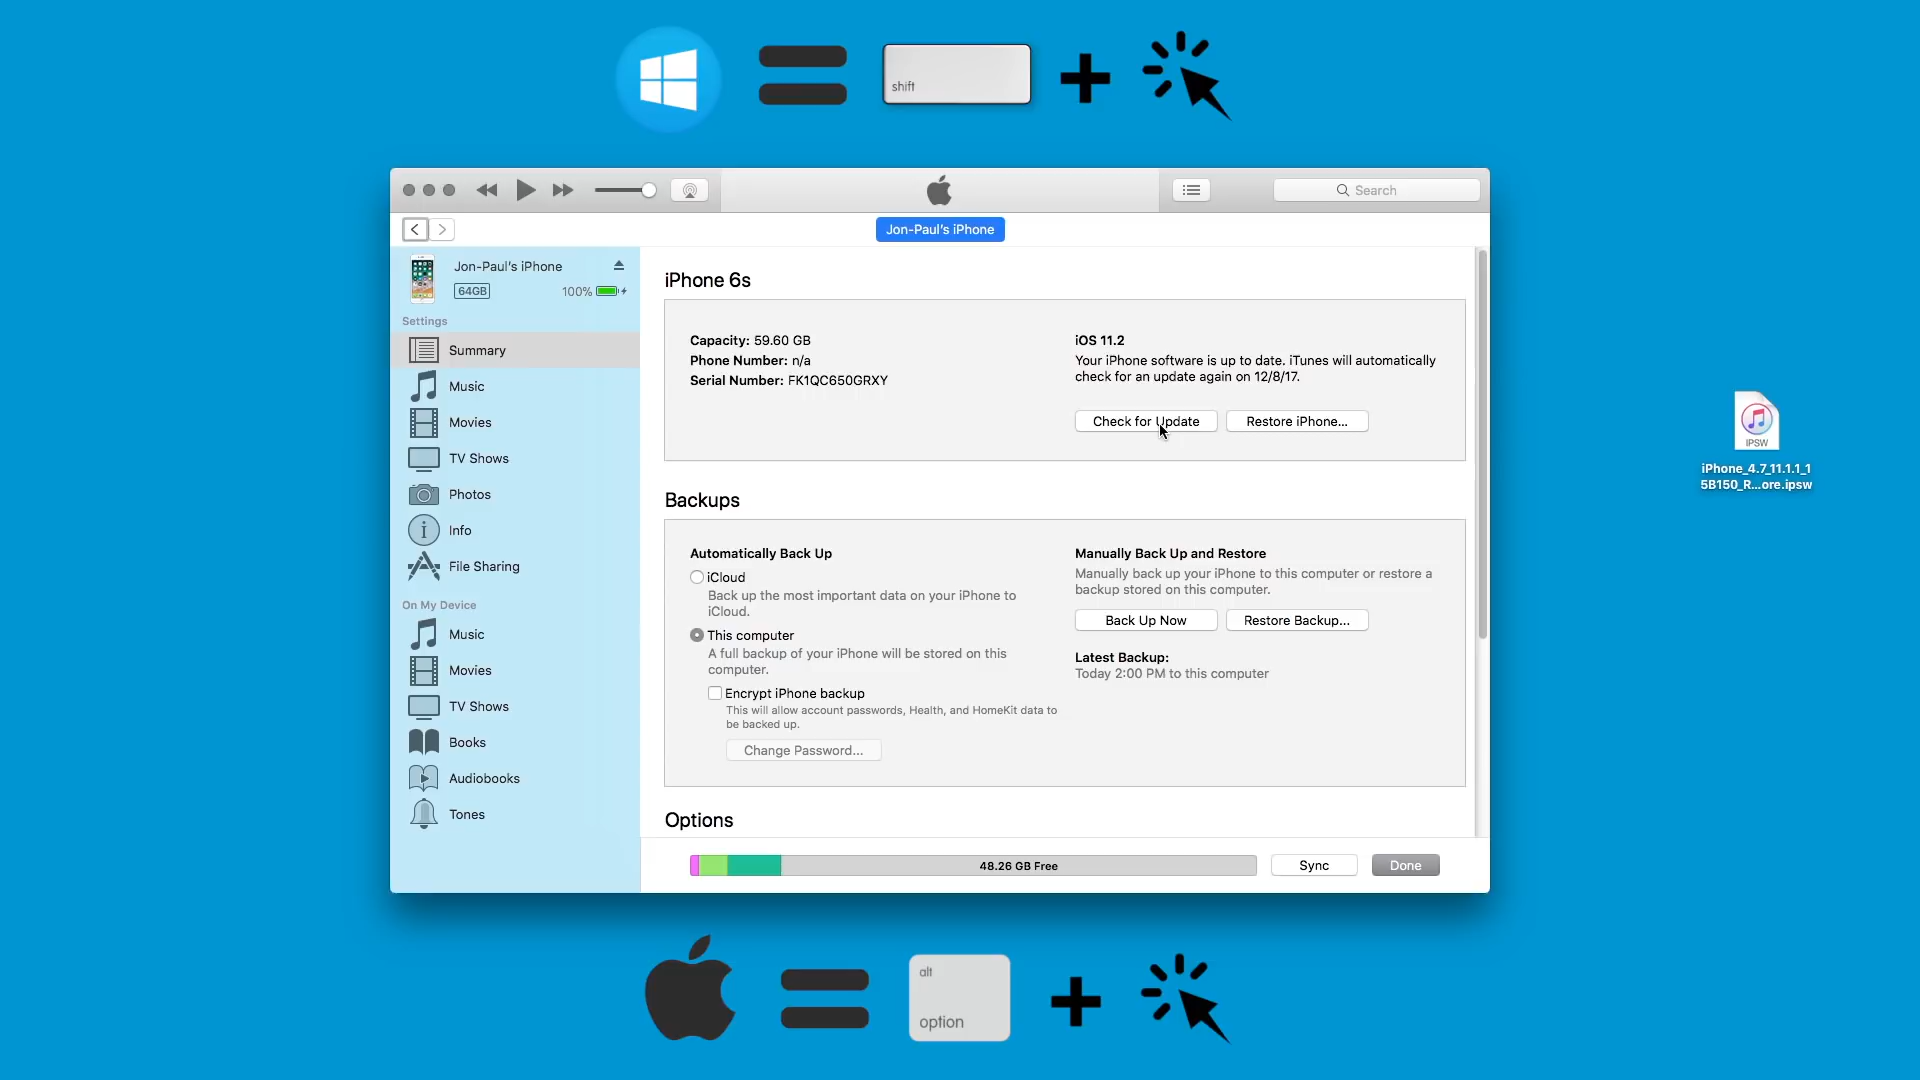 shift
Search
Jon-Paul's iPhone
Jon-Paul's iPhone
64GB
100%
Settings
Summary
Music
Movies
TV Shows
Photos
Info
File Sharing
On My Device
Music
Movies
TV Shows
Books
Audiobooks
Tones
iPhone 6s
Capacity: 59.60 GB
Phone Number: n/a
Serial Number: FK1QC650GRXY
iOS 11.2
Your iPhone software is up to date. iTunes will automatically
check for an update again on 12/8/17.
Check for Update
Restore iPhone...
Backups
Automatically Back Up
iCloud
Back up the most important data on your iPhone to
iCloud.
This computer
A full backup of your iPhone will be stored on this
computer.
Encrypt iPhone backup
This will allow account passwords, Health, and HomeKit data to
be backed up.
Change Password...
Manually Back Up and Restore
Manually back up your iPhone to this computer or restore a
backup stored on this computer.
Back Up Now
Restore Backup...
Latest Backup:
Today 2:00 PM to this computer
Options
48.26 GB Free
Sync
Done
IPSW
iPhone_4.7_11.1.1_1
5B150_R...ore.ipsw
alt
option